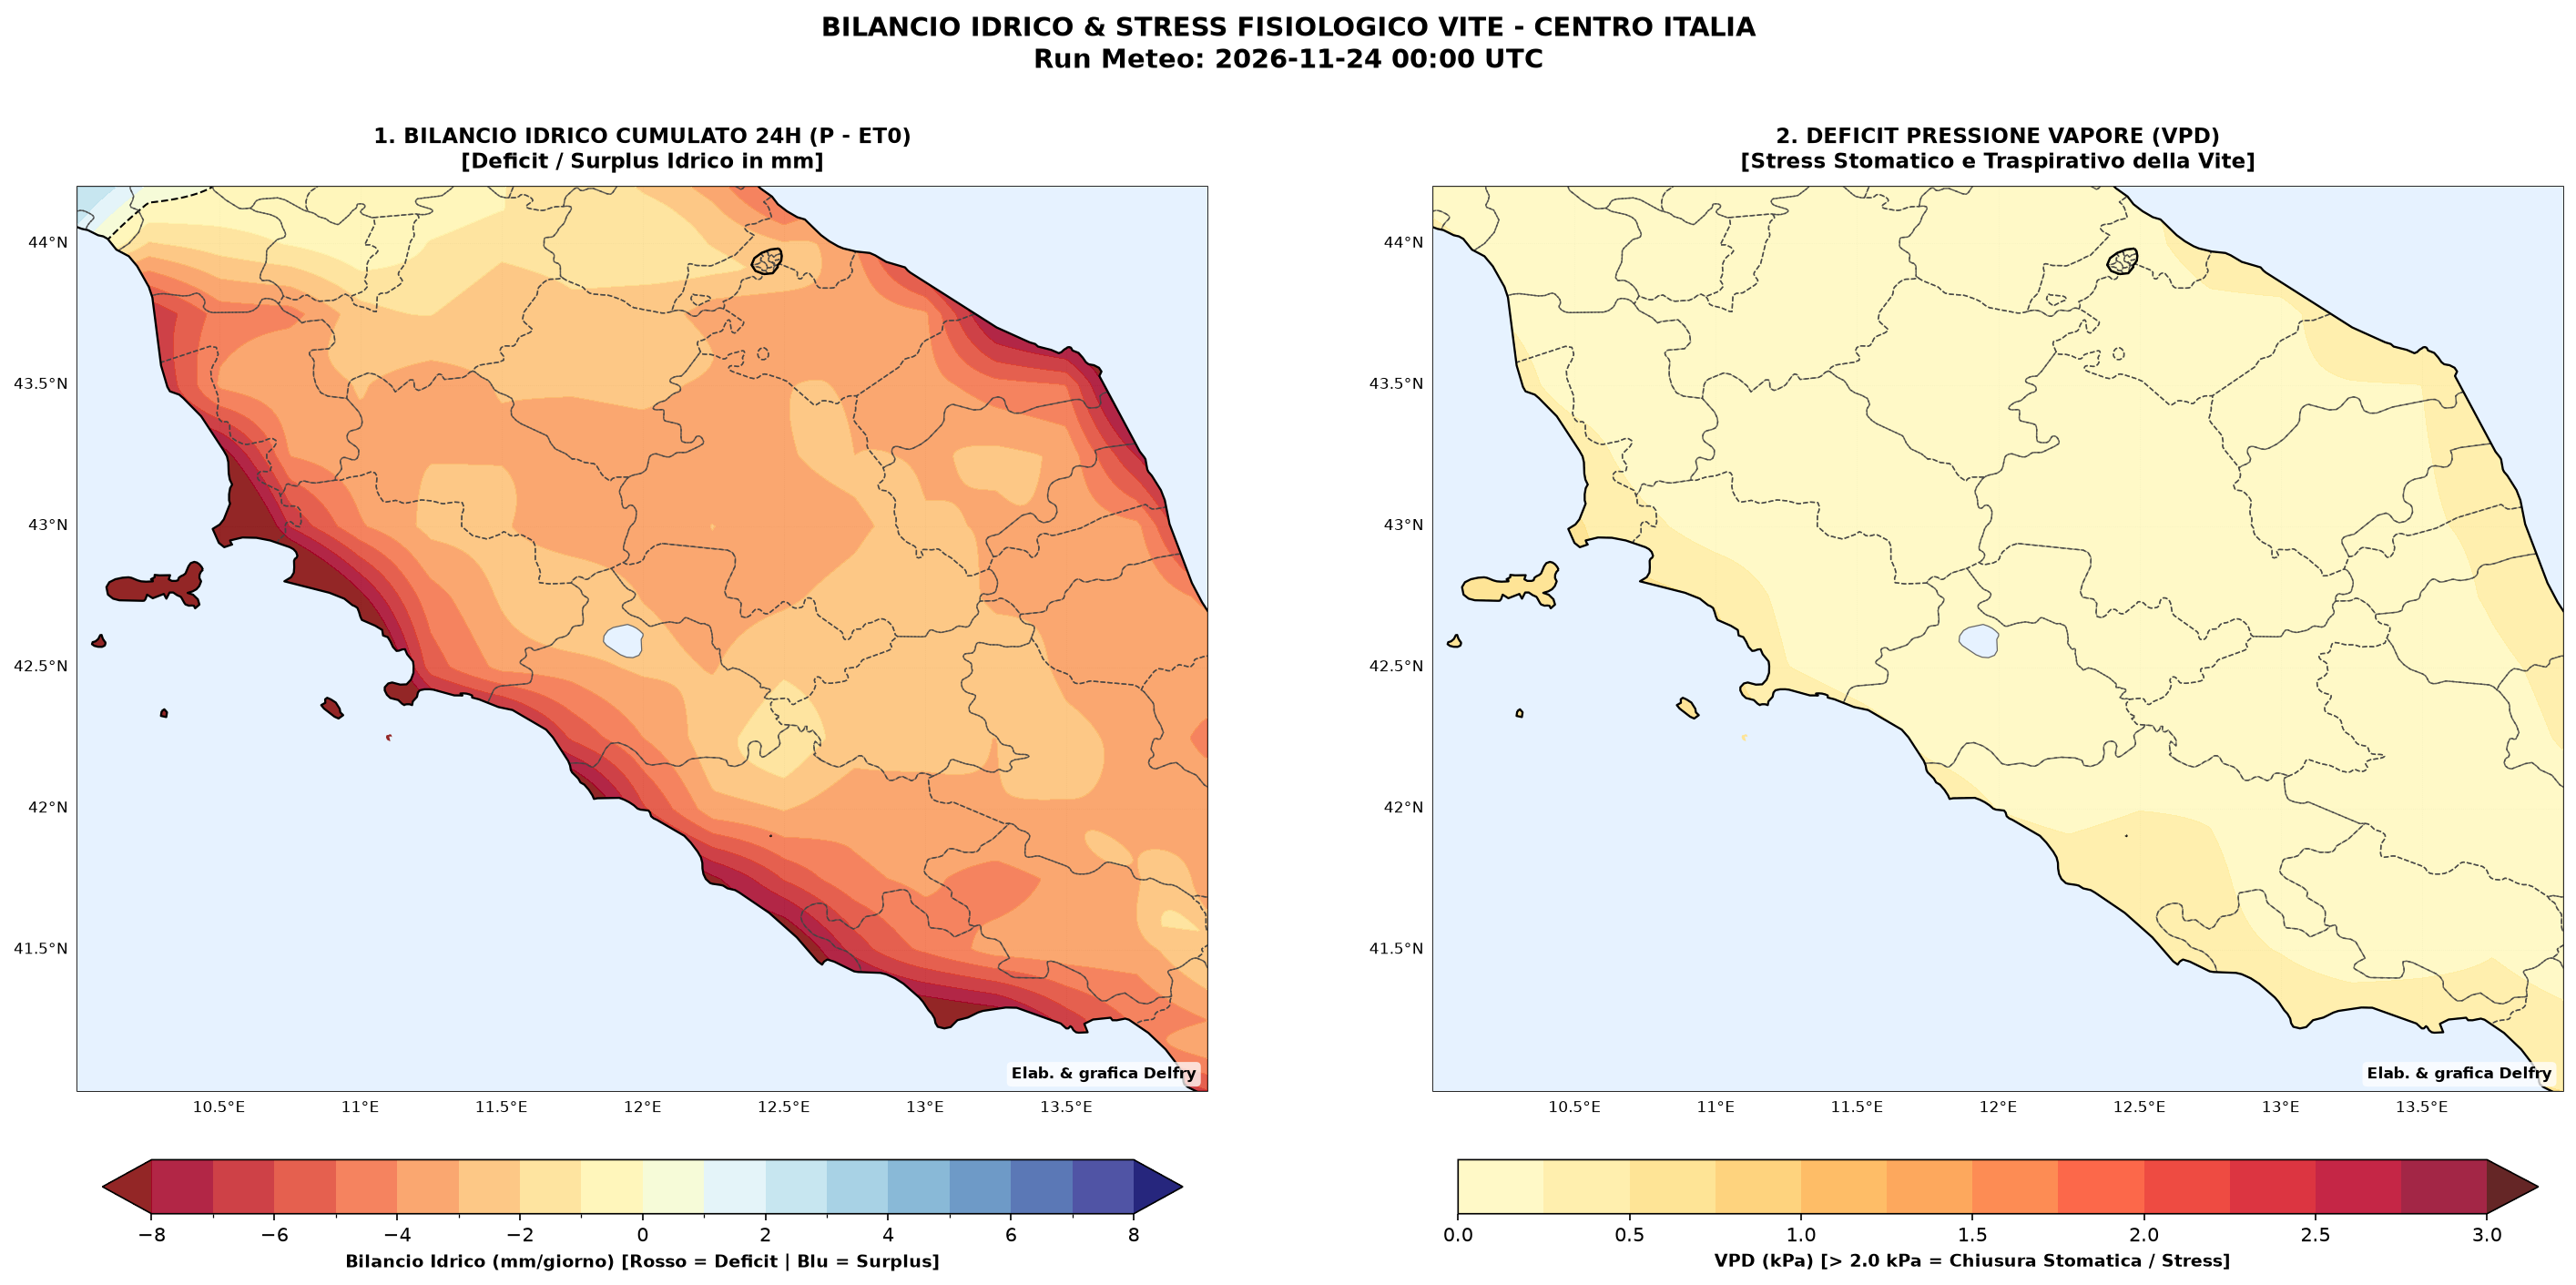 BILANCIO IDRICO & STRESS FISIOLOGICO VITE - CENTRO ITALIA
Run Meteo: 2026-11-24 00:00 UTC
1. BILANCIO IDRICO CUMULATO 24H (P - ET0)
[Deficit / Surplus Idrico in mm]
44°N
43.5°N
43°N
42.5°N
42°N
41.5°N
Elab. & grafica Delfry
10.5°E 11°E 11.5°E 12°E 12.5°E 13°E 13.5°E
−8 −6 −4 −2 0 2 4 6 8
Bilancio Idrico (mm/giorno) [Rosso = Deficit | Blu = Surplus]
2. DEFICIT PRESSIONE VAPORE (VPD)
[Stress Stomatico e Traspirativo della Vite]
44°N
43.5°N
43°N
42.5°N
42°N
41.5°N
Elab. & grafica Delfry
10.5°E 11°E 11.5°E 12°E 12.5°E 13°E 13.5°E
0.0 0.5 1.0 1.5 2.0 2.5 3.0
VPD (kPa) [> 2.0 kPa = Chiusura Stomatica / Stress]